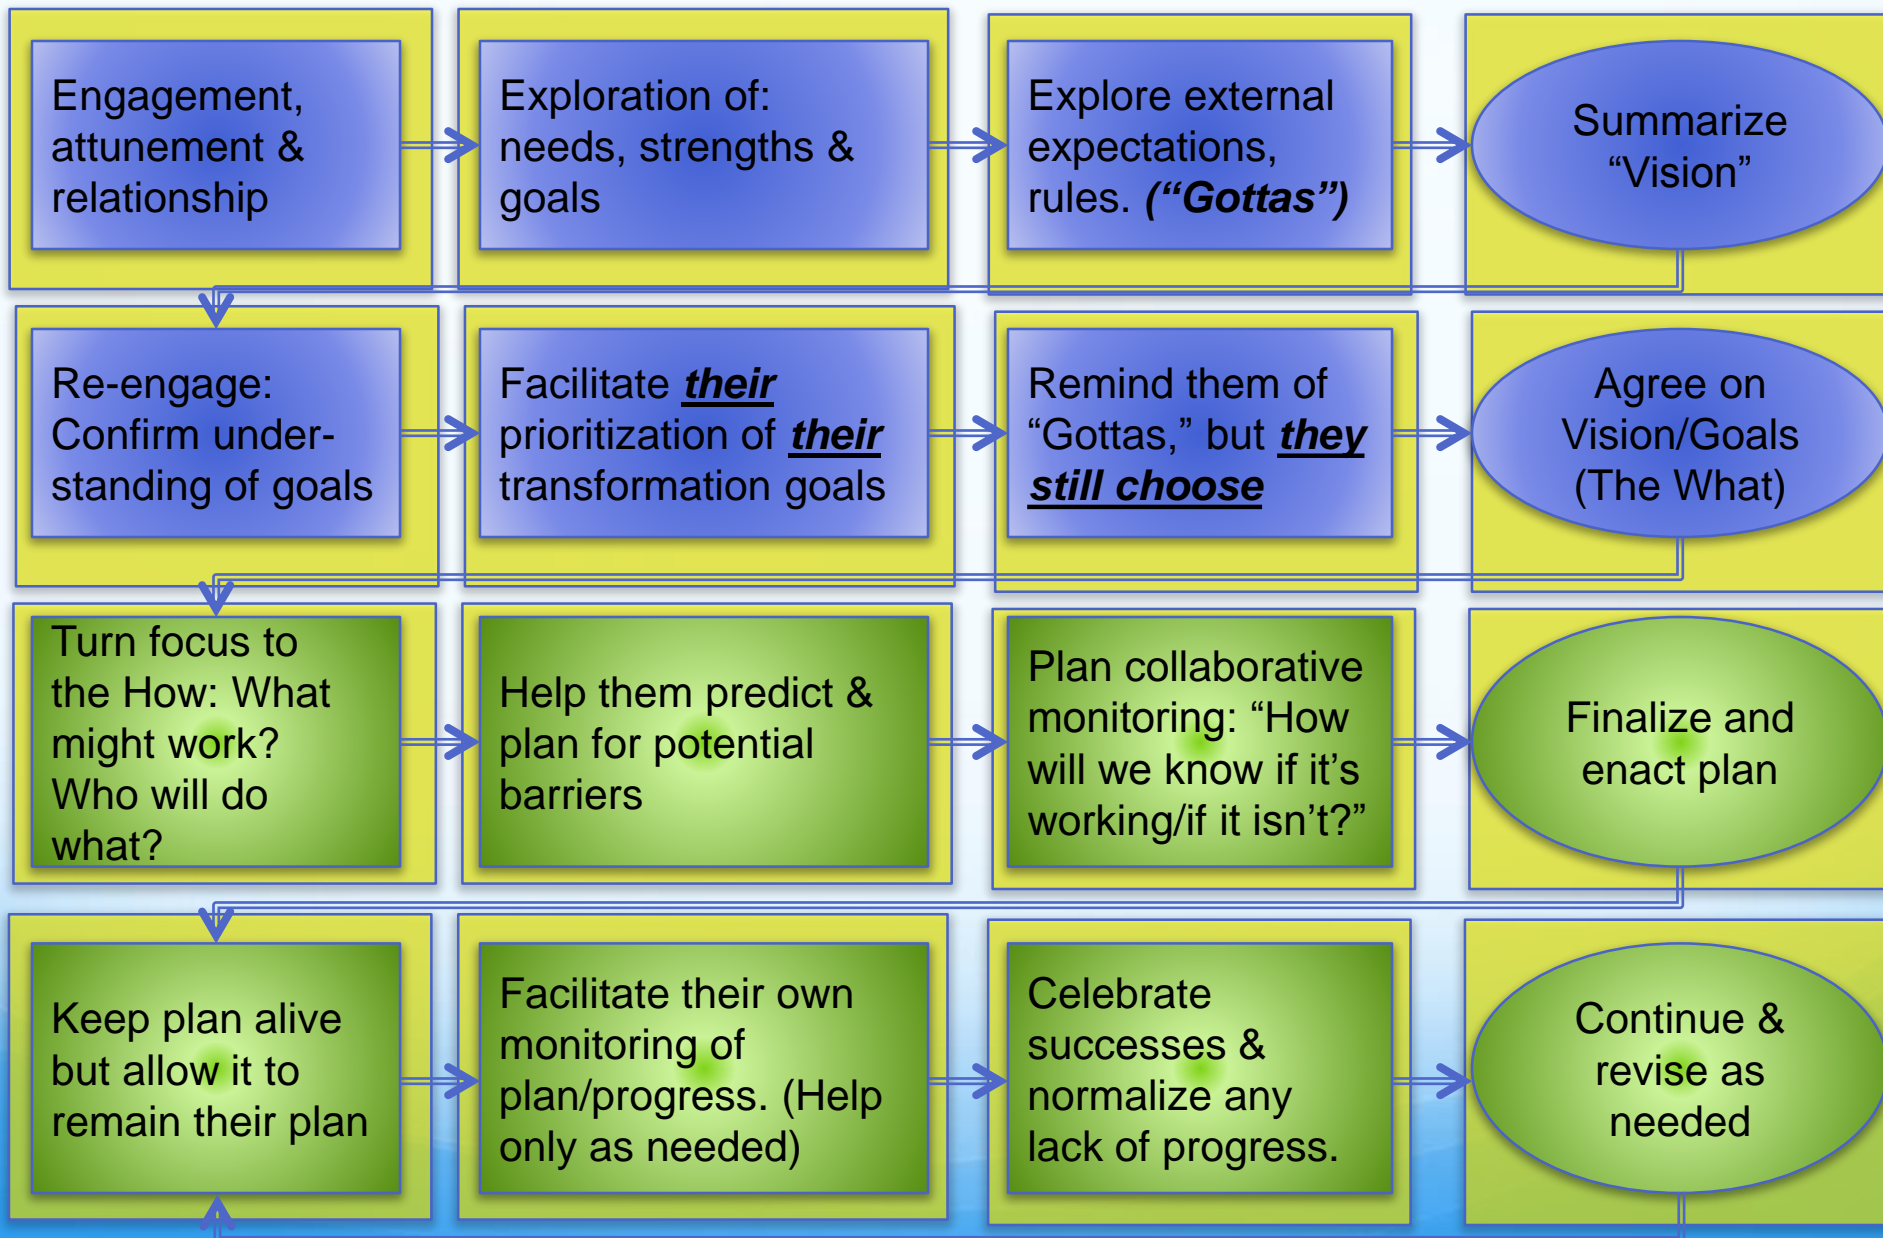 Engagement,
attunement &
relationship
Exploration of:
needs, strengths &
goals
Explore external
expectations,
rules. (“Gottas”)
Summarize
“Vision”
Re-engage:
Confirm under-
standing of goals
Facilitate their
prioritization of their
transformation goals
Remind them of
“Gottas,” but they
still choose
Agree on
Vision/Goals
(The What)
Turn focus to
the How: What
might work?
Who will do
what?
Help them predict &
plan for potential
barriers
Plan collaborative
monitoring: “How
will we know if it’s
working/if it isn’t?”
Finalize and
enact plan
Keep plan alive
but allow it to
remain their plan
Facilitate their own
monitoring of
plan/progress. (Help
only as needed)
Celebrate
successes &
normalize any
lack of progress.
Continue &
revise as
needed